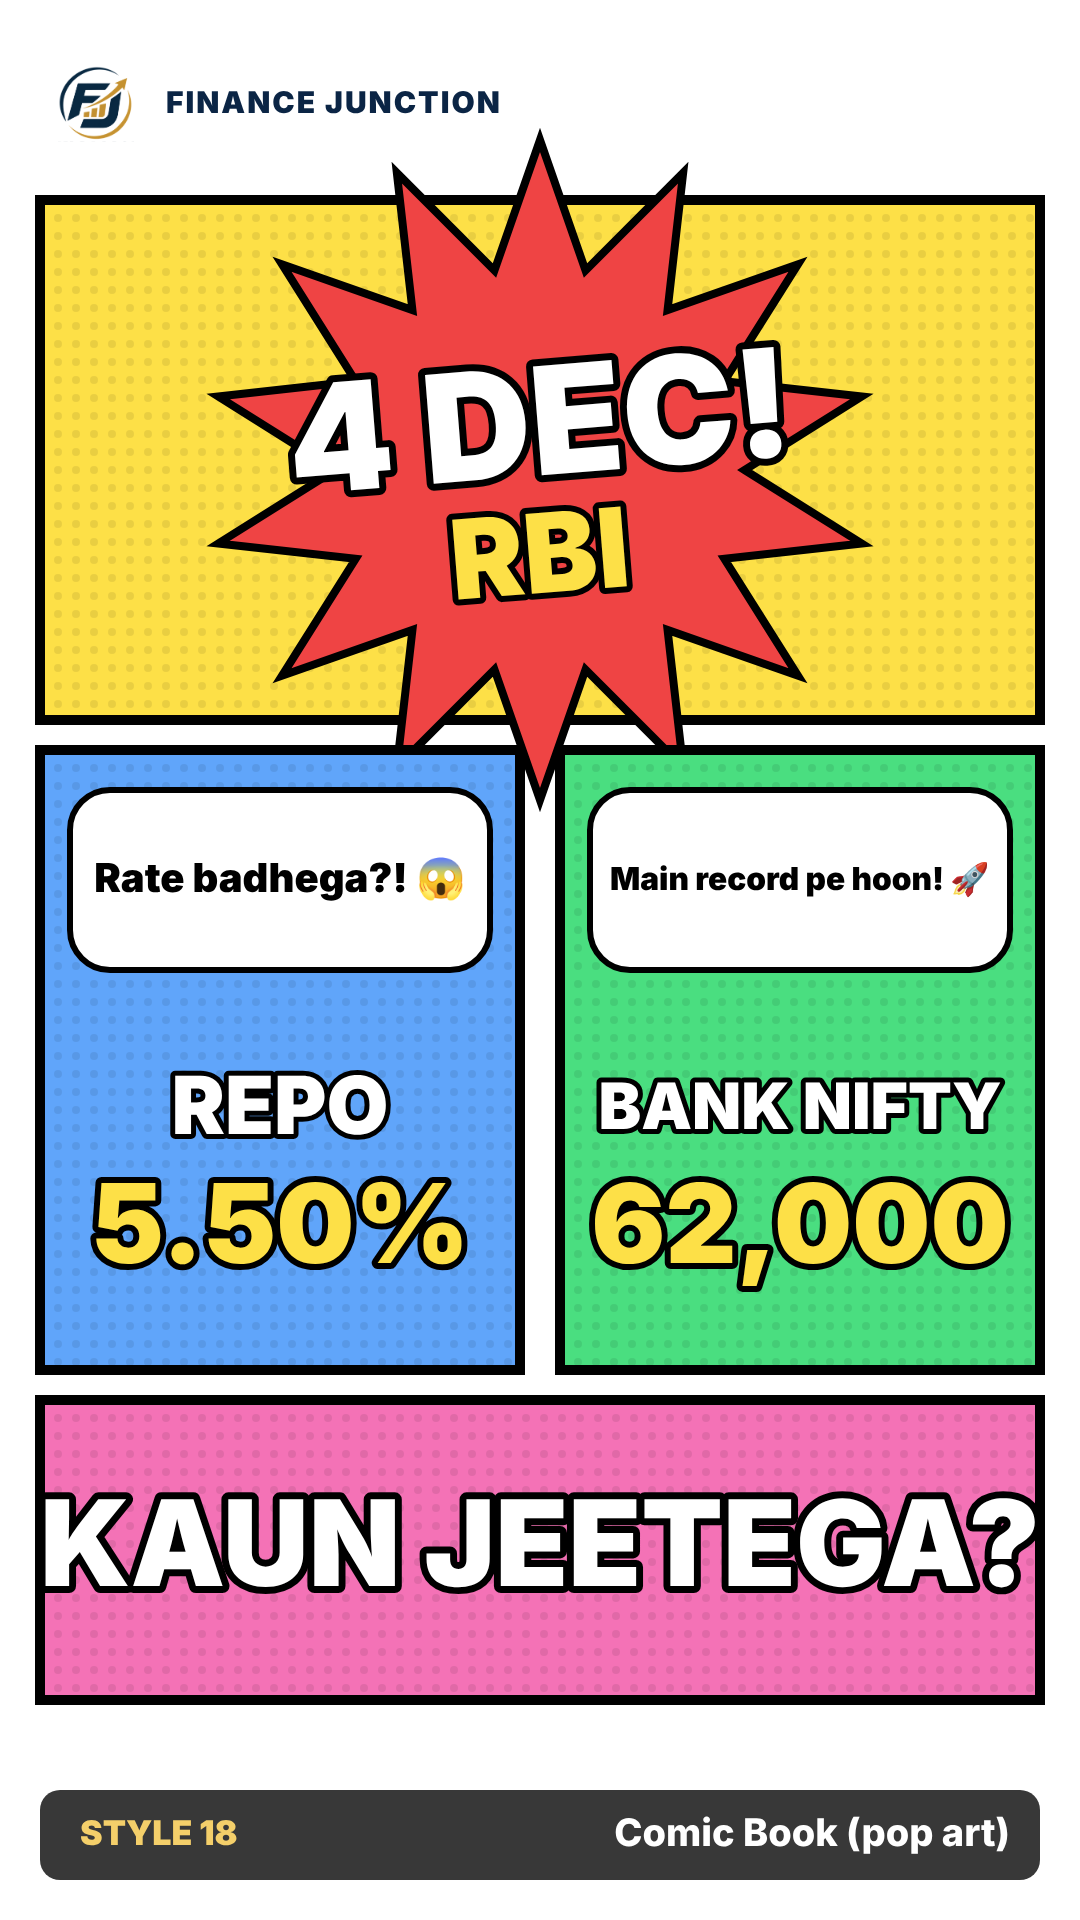 FJ
FINANCE JUNCTION
4 DEC!
RBI
Rate badhega?! 😱
REPO
5.50%
Main record pe hoon! 🚀
BANK NIFTY
62,000
KAUN JEETEGA?
STYLE 18
Comic Book (pop art)